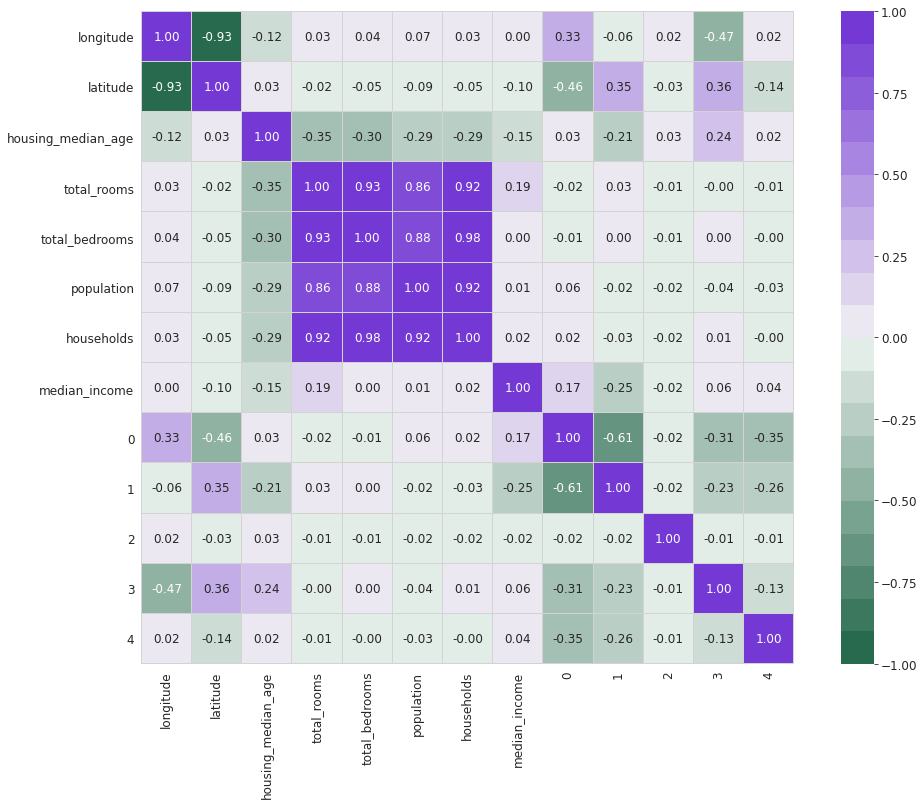 longitude 1.00 -0.93 -0.12 0.03 0.04 0.07 0.03 0.00 0.33 -0.06 0.02 -0.47 0.02
latitude -0.93 1.00 0.03 -0.02 -0.05 -0.09 -0.05 -0.10 -0.46 0.35 -0.03 0.36 -0.14
housing_median_age -0.12 0.03 1.00 -0.35 -0.30 -0.29 -0.29 -0.15 0.03 -0.21 0.03 0.24 0.02
total_rooms 0.03 -0.02 -0.35 1.00 0.93 0.86 0.92 0.19 -0.02 0.03 -0.01 -0.00 -0.01
total_bedrooms 0.04 -0.05 -0.30 0.93 1.00 0.88 0.98 0.00 -0.01 0.00 -0.01 0.00 -0.00
population 0.07 -0.09 -0.29 0.86 0.88 1.00 0.92 0.01 0.06 -0.02 -0.02 -0.04 -0.03
households 0.03 -0.05 -0.29 0.92 0.98 0.92 1.00 0.02 0.02 -0.03 -0.02 0.01 -0.00
median_income 0.00 -0.10 -0.15 0.19 0.00 0.01 0.02 1.00 0.17 -0.25 -0.02 0.06 0.04
0 0.33 -0.46 0.03 -0.02 -0.01 0.06 0.02 0.17 1.00 -0.61 -0.02 -0.31 -0.35
1 -0.06 0.35 -0.21 0.03 0.00 -0.02 -0.03 -0.25 -0.61 1.00 -0.02 -0.23 -0.26
2 0.02 -0.03 0.03 -0.01 -0.01 -0.02 -0.02 -0.02 -0.02 -0.02 1.00 -0.01 -0.01
3 -0.47 0.36 0.24 -0.00 0.00 -0.04 0.01 0.06 -0.31 -0.23 -0.01 1.00 -0.13
4 0.02 -0.14 0.02 -0.01 -0.00 -0.03 -0.00 0.04 -0.35 -0.26 -0.01 -0.13 1.00
longitude
latitude
housing_median_age
total_rooms
total_bedrooms
population
households
median_income
0
1
2
3
4
1.00
0.75
0.50
0.25
0.00
−0.25
−0.50
−0.75
−1.00